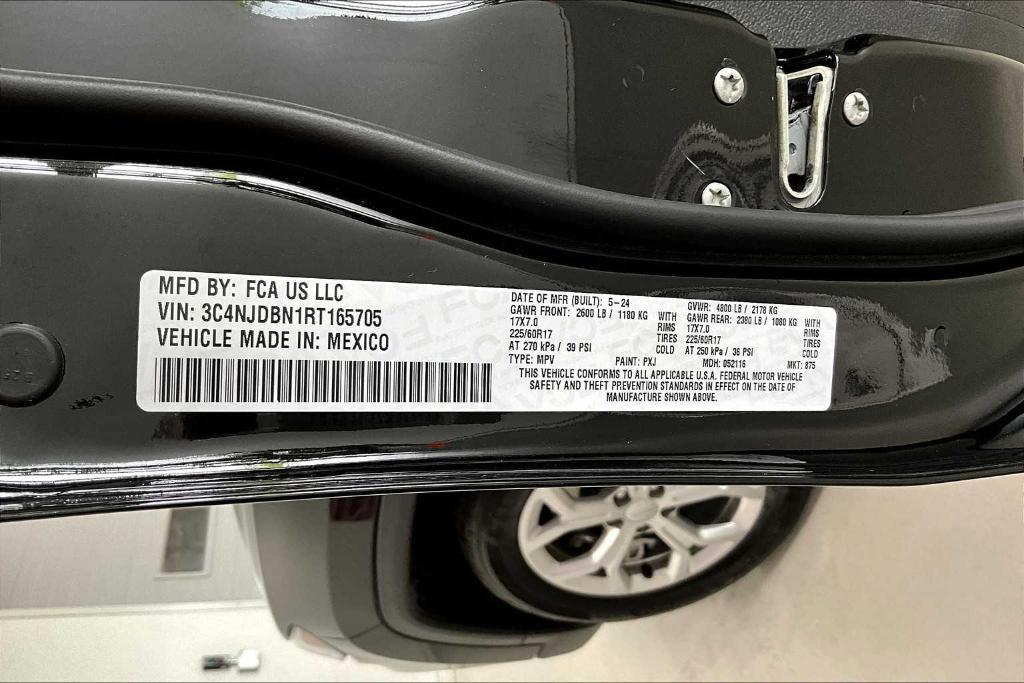 MFD BY: FCA US LLC
VIN: 3C4NJDBN1RT165705
VEHICLE MADE IN: MEXICO
DATE OF MFR (BUILT): 5-24
GVWR: 4800 LB / 2178 KG
GAWR FRONT: 2600 LB / 1180 KG WITH
17X7.0 RIMS
225/60R17 TIRES
AT 270 kPa / 39 PSI COLD
GAWR REAR: 2380 LB / 1080 KG WITH
17X7.0 RIMS
225/60R17 TIRES
AT 250 kPa / 36 PSI COLD
TYPE: MPV PAINT: PXJ MDH: 052116 MKT: 875
THIS VEHICLE CONFORMS TO ALL APPLICABLE U.S.A. FEDERAL MOTOR VEHICLE
SAFETY AND THEFT PREVENTION STANDARDS IN EFFECT ON THE DATE OF
MANUFACTURE SHOWN ABOVE.